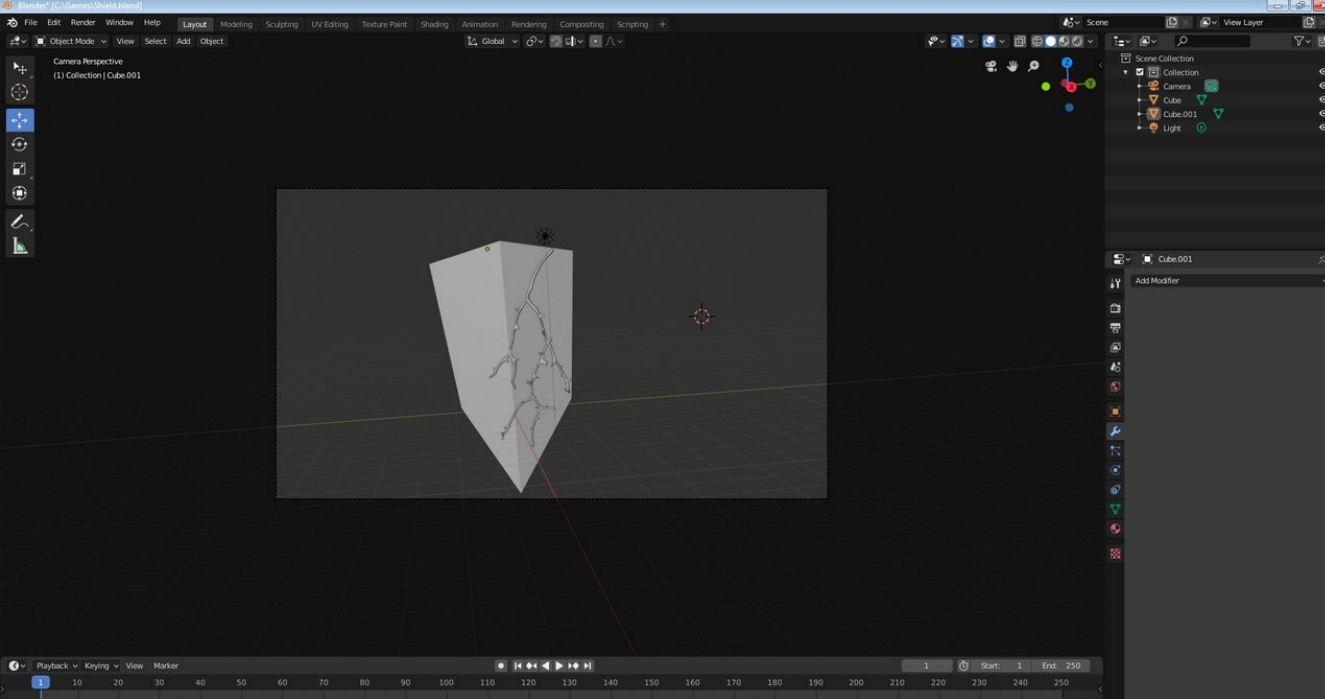 Blender* [C:\Games\Shield.blend]
File Edit Render Window Help Layout Modeling Sculpting UV Editing Texture Paint Shading Animation Rendering Compositing Scripting + Scene View Layer
Object Mode View Select Add Object Global
Camera Perspective
(1) Collection | Cube.001
Z
Y
X
Scene Collection
Collection
Camera
Cube
Cube.001
Light
Cube.001
Add Modifier
Playback Keying View Marker 1 Start: 1 End: 250
1 10 20 30 40 50 60 70 80 90 100 110 120 130 140 150 160 170 180 190 200 210 220 230 240 250